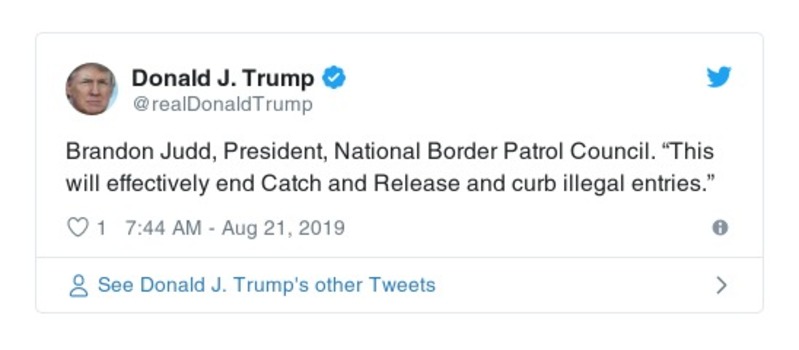 Donald J. Trump
@realDonaldTrump
Brandon Judd, President, National Border Patrol Council. “This
will effectively end Catch and Release and curb illegal entries.”
1 7:44 AM - Aug 21, 2019
See Donald J. Trump's other Tweets